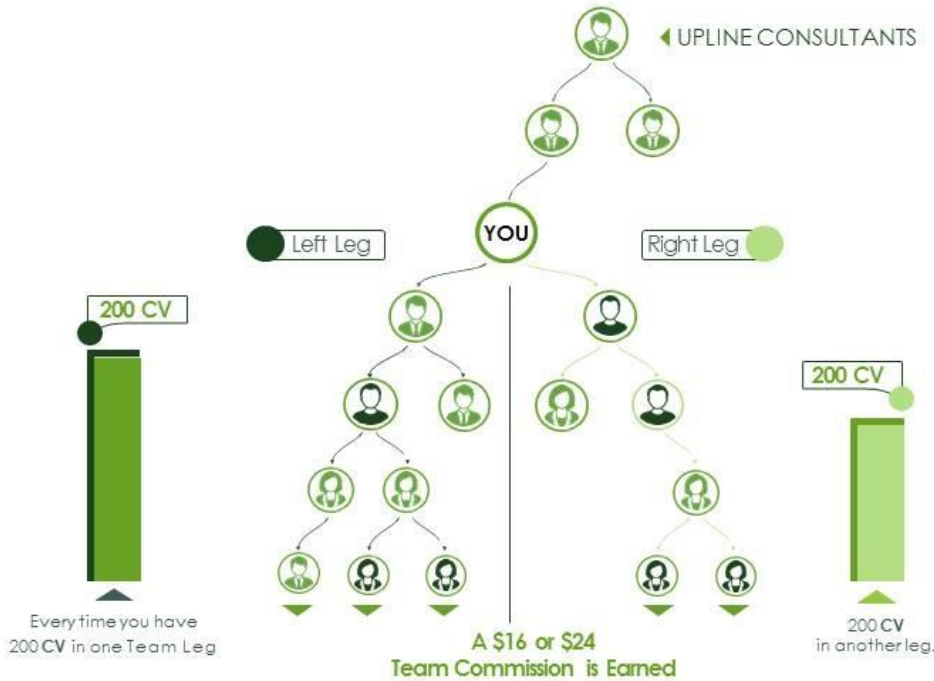 UPLINE CONSULTANTS
YOU
Left Leg
Right Leg
200 CV
200 CV
Every time you have
200 CV in one Team Leg
A $16 or $24
Team Commission is Earned
200 CV
in another leg.